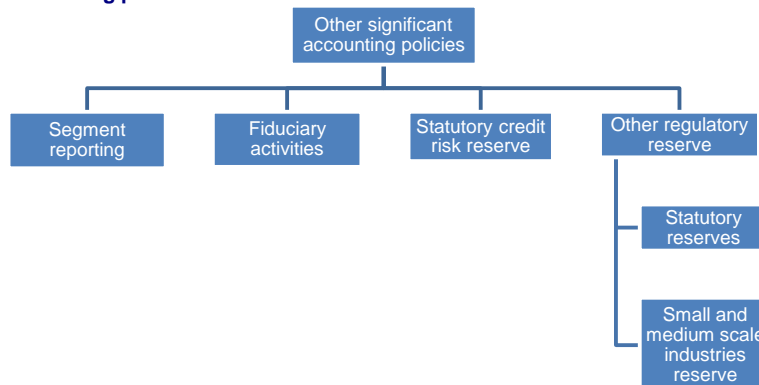 Other significant
accounting policies
Segment
reporting
Fiduciary
activities
Statutory credit
risk reserve
Other regulatory
reserve
Statutory
reserves
Small and
medium scale
industries
reserve